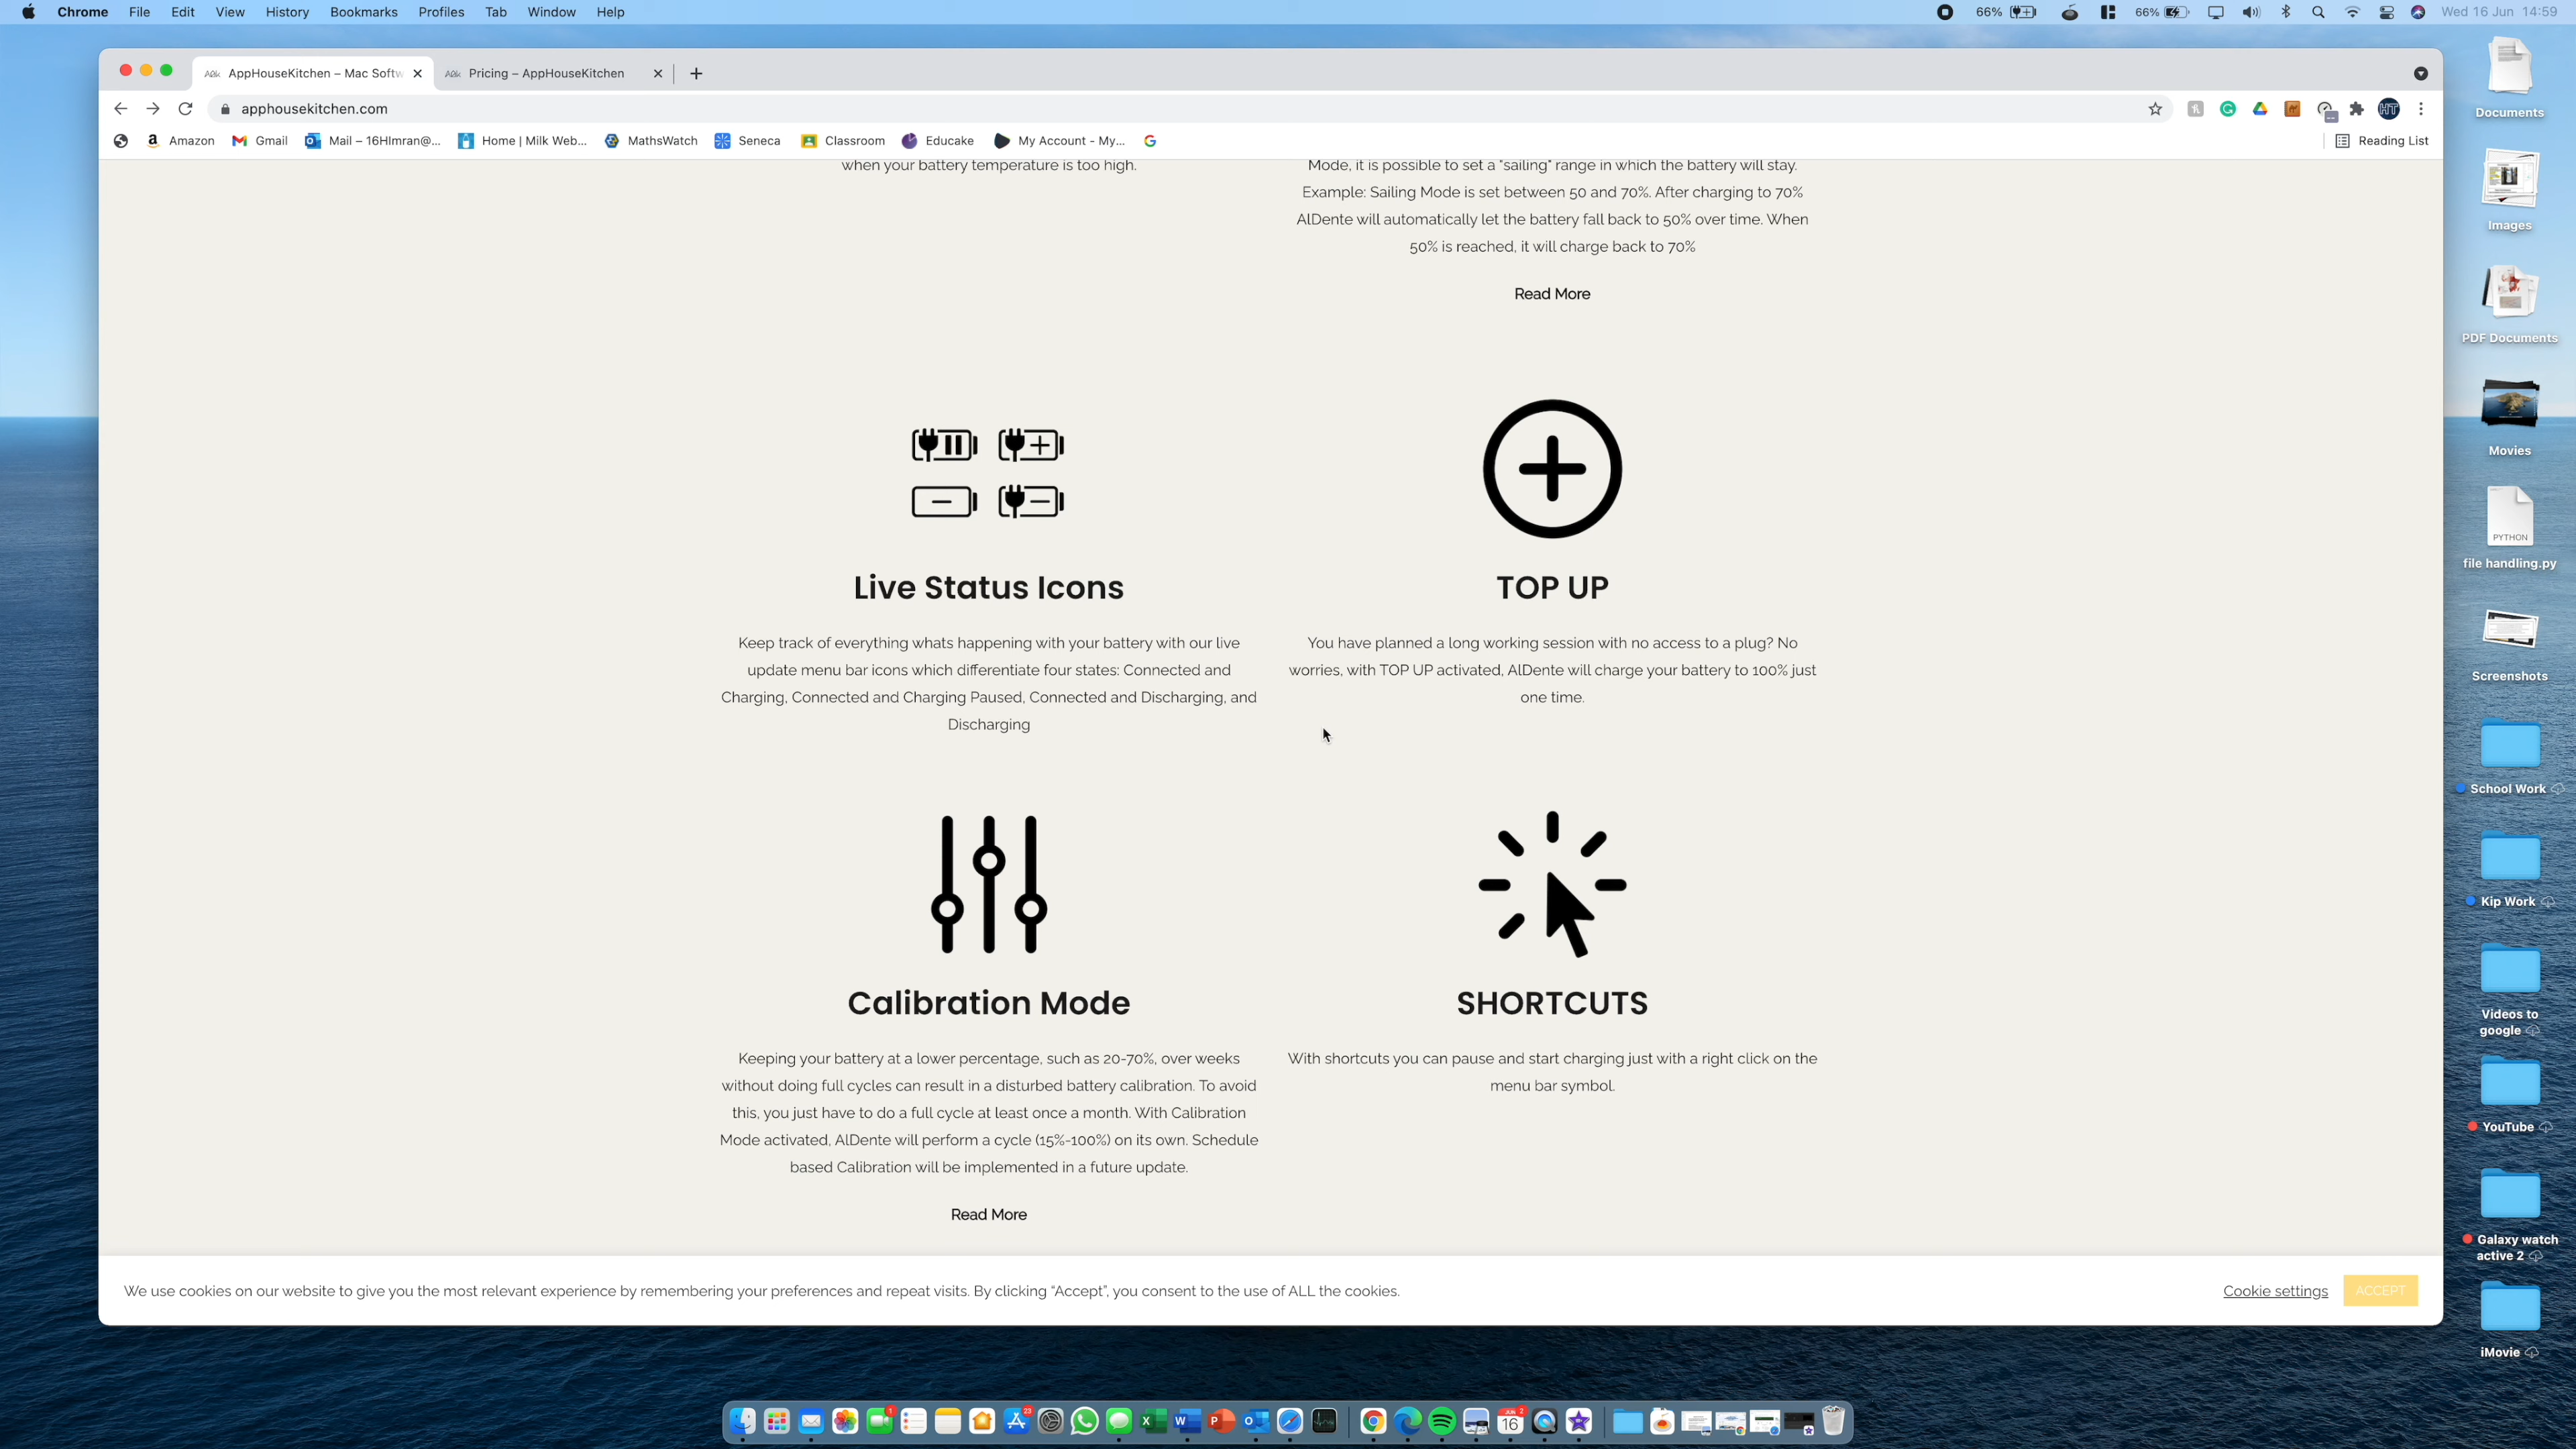 Chrome File Edit View History Bookmarks Profiles Tab Window Help 66% 66% Wed 16 Jun 14:59
AppHouseKitchen – Mac Softw Pricing – AppHouseKitchen
apphousekitchen.com
Amazon Gmail Mail – 16HImran@... Home | Milk Web... MathsWatch Seneca Classroom Educake My Account - My... Reading List
when your battery temperature is too high.
Mode, it is possible to set a "sailing" range in which the battery will stay.
Example: Sailing Mode is set between 50 and 70%. After charging to 70%
AlDente will automatically let the battery fall back to 50% over time. When
50% is reached, it will charge back to 70%
Read More
Live Status Icons
Keep track of everything whats happening with your battery with our live
update menu bar icons which differentiate four states: Connected and
Charging, Connected and Charging Paused, Connected and Discharging, and
Discharging
TOP UP
You have planned a long working session with no access to a plug? No
worries, with TOP UP activated, AlDente will charge your battery to 100% just
one time.
Calibration Mode
Keeping your battery at a lower percentage, such as 20-70%, over weeks
without doing full cycles can result in a disturbed battery calibration. To avoid
this, you just have to do a full cycle at least once a month. With Calibration
Mode activated, AlDente will perform a cycle (15%-100%) on its own. Schedule
based Calibration will be implemented in a future update.
Read More
SHORTCUTS
With shortcuts you can pause and start charging just with a right click on the
menu bar symbol.
We use cookies on our website to give you the most relevant experience by remembering your preferences and repeat visits. By clicking "Accept", you consent to the use of ALL the cookies.
Cookie settings ACCEPT
Documents
Images
PDF Documents
Movies
PYTHON
file handling.py
Screenshots
School Work
Kip Work
Videos to
google
YouTube
Galaxy watch
active 2
iMovie
1 23 JUN 2 16